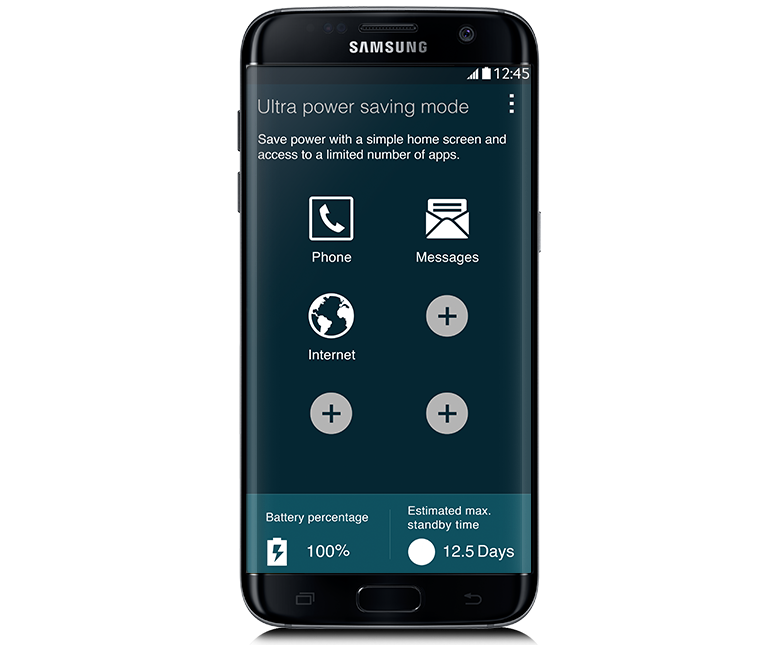 SAMSUNG
12:45
Ultra power saving mode
Save power with a simple home screen and
access to a limited number of apps.
Phone
Messages
Internet
Battery percentage
100%
Estimated max.
standby time
12.5 Days